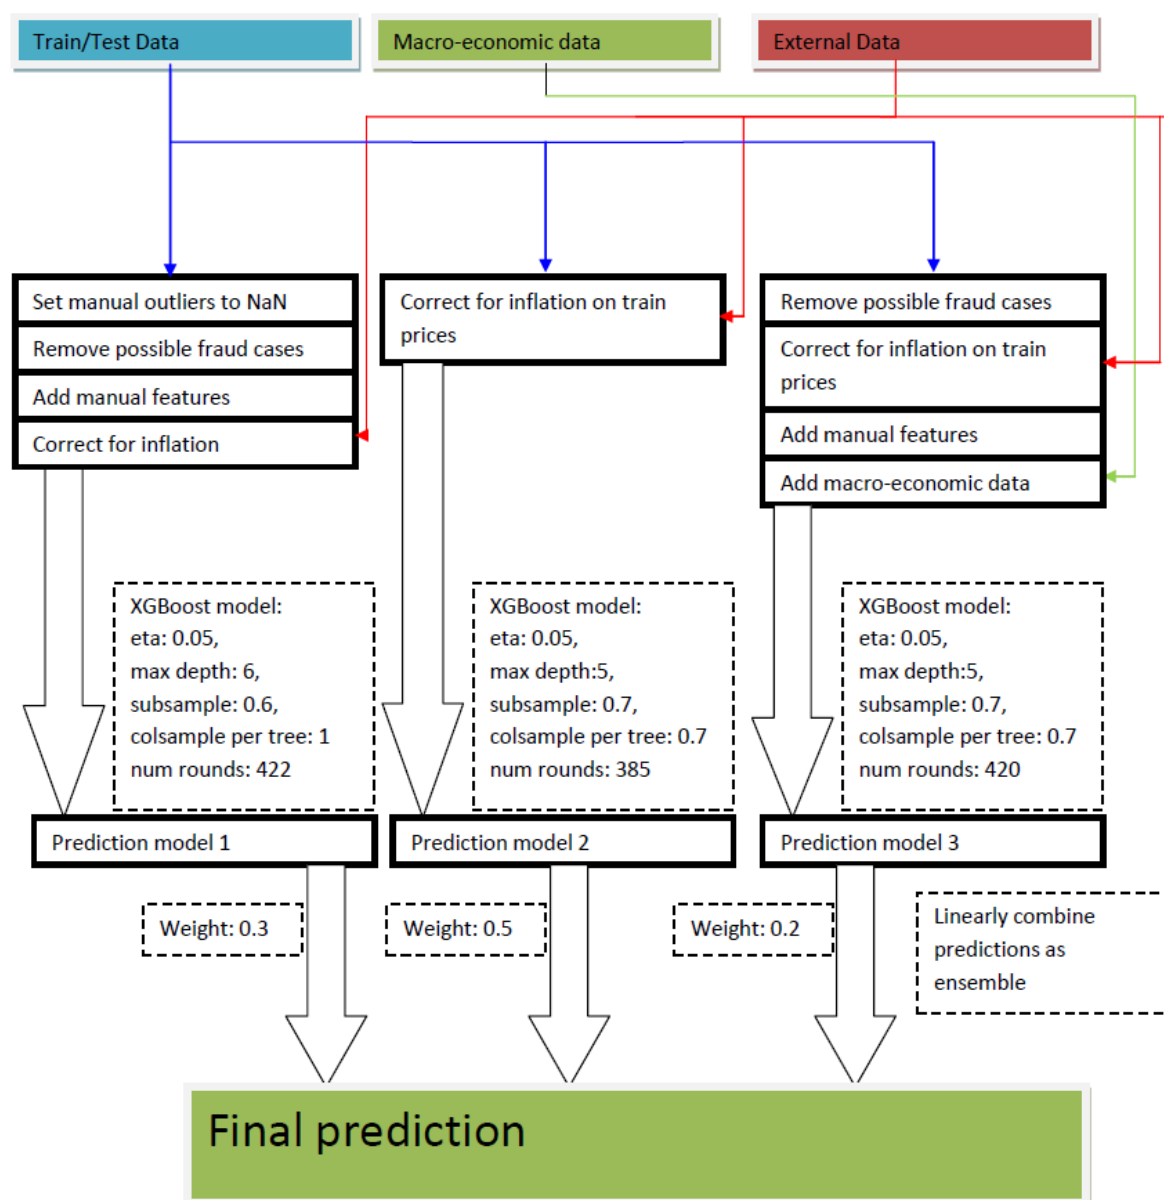 Train/Test Data
Macro-economic data
External Data
Set manual outliers to NaN
Remove possible fraud cases
Add manual features
Correct for inflation
Correct for inflation on train
prices
Remove possible fraud cases
Correct for inflation on train
prices
Add manual features
Add macro-economic data
XGBoost model:
eta: 0.05,
max depth: 6,
subsample: 0.6,
colsample per tree: 1
num rounds: 422
XGBoost model:
eta: 0.05,
max depth:5,
subsample: 0.7,
colsample per tree: 0.7
num rounds: 385
XGBoost model:
eta: 0.05,
max depth:5,
subsample: 0.7,
colsample per tree: 0.7
num rounds: 420
Prediction model 1
Prediction model 2
Prediction model 3
Weight: 0.3
Weight: 0.5
Weight: 0.2
Linearly combine
predictions as
ensemble
Final prediction